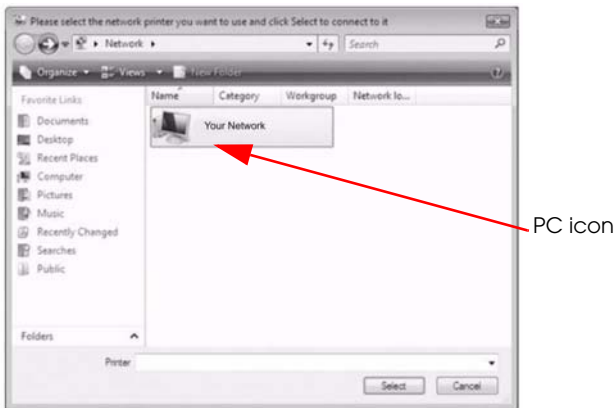 Please select the network printer you want to use and click Select to connect to it
Network
Search
Organize Views New Folder
Favorite Links
Name Category Workgroup Network lo...
Documents
Your Network
Desktop
Recent Places
Computer
Pictures
PC icon
Music
Recently Changed
Searches
Public
Folders
Printer
Select Cancel